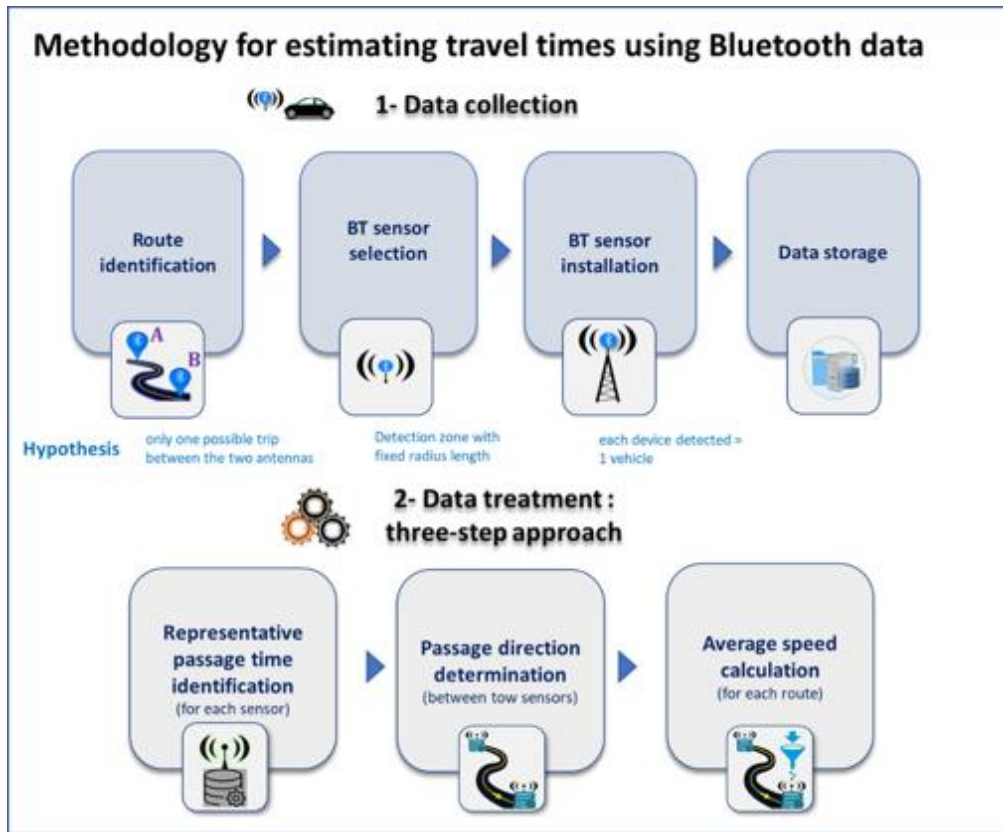 Methodology for estimating travel times using Bluetooth data
1- Data collection
Route
identification
BT sensor
selection
BT sensor
installation
Data storage
A
B
Hypothesis
only one possible trip
between the two antennas
Detection zone with
fixed radius length
each device detected =
1 vehicle
2- Data treatment :
three-step approach
Representative
passage time
identification
(for each sensor)
Passage direction
determination
(between tow sensors)
Average speed
calculation
(for each route)